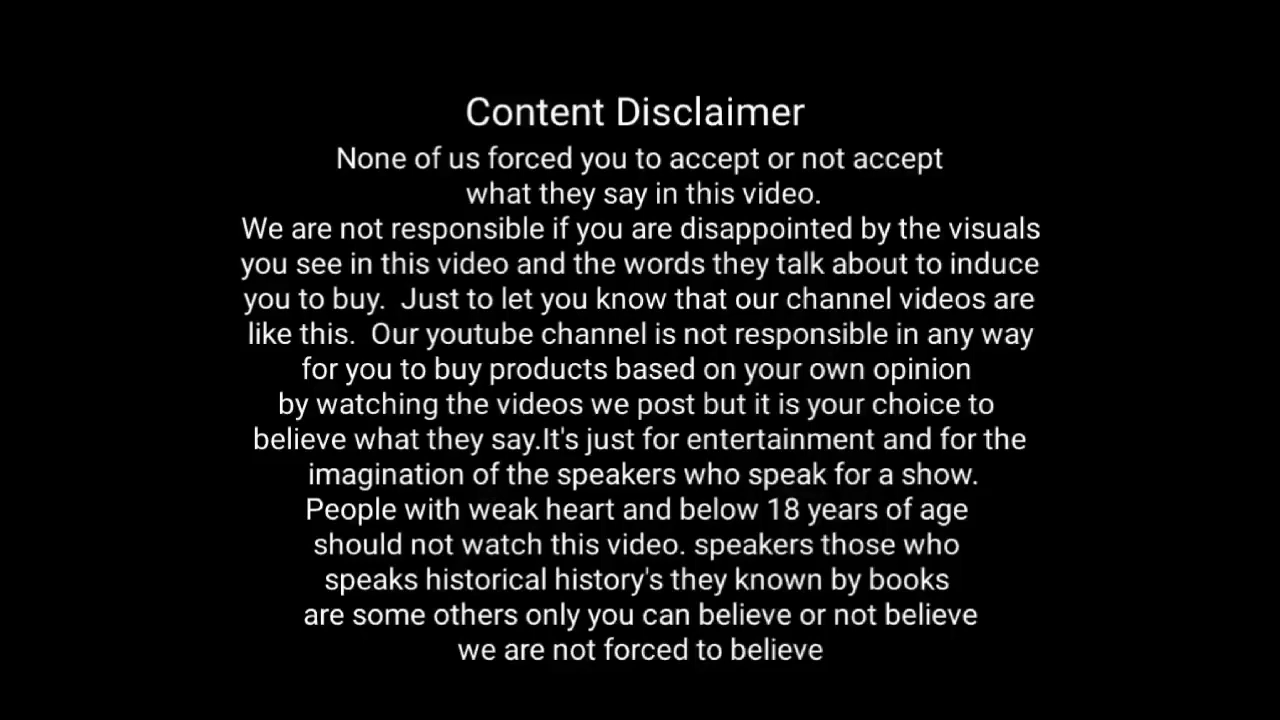 Content Disclaimer
None of us forced you to accept or not accept
what they say in this video.
We are not responsible if you are disappointed by the visuals
you see in this video and the words they talk about to induce
you to buy.  Just to let you know that our channel videos are
like this.  Our youtube channel is not responsible in any way
for you to buy products based on your own opinion
by watching the videos we post but it is your choice to
believe what they say.It's just for entertainment and for the
imagination of the speakers who speak for a show.
People with weak heart and below 18 years of age
should not watch this video. speakers those who
speaks historical history's they known by books
are some others only you can believe or not believe
we are not forced to believe